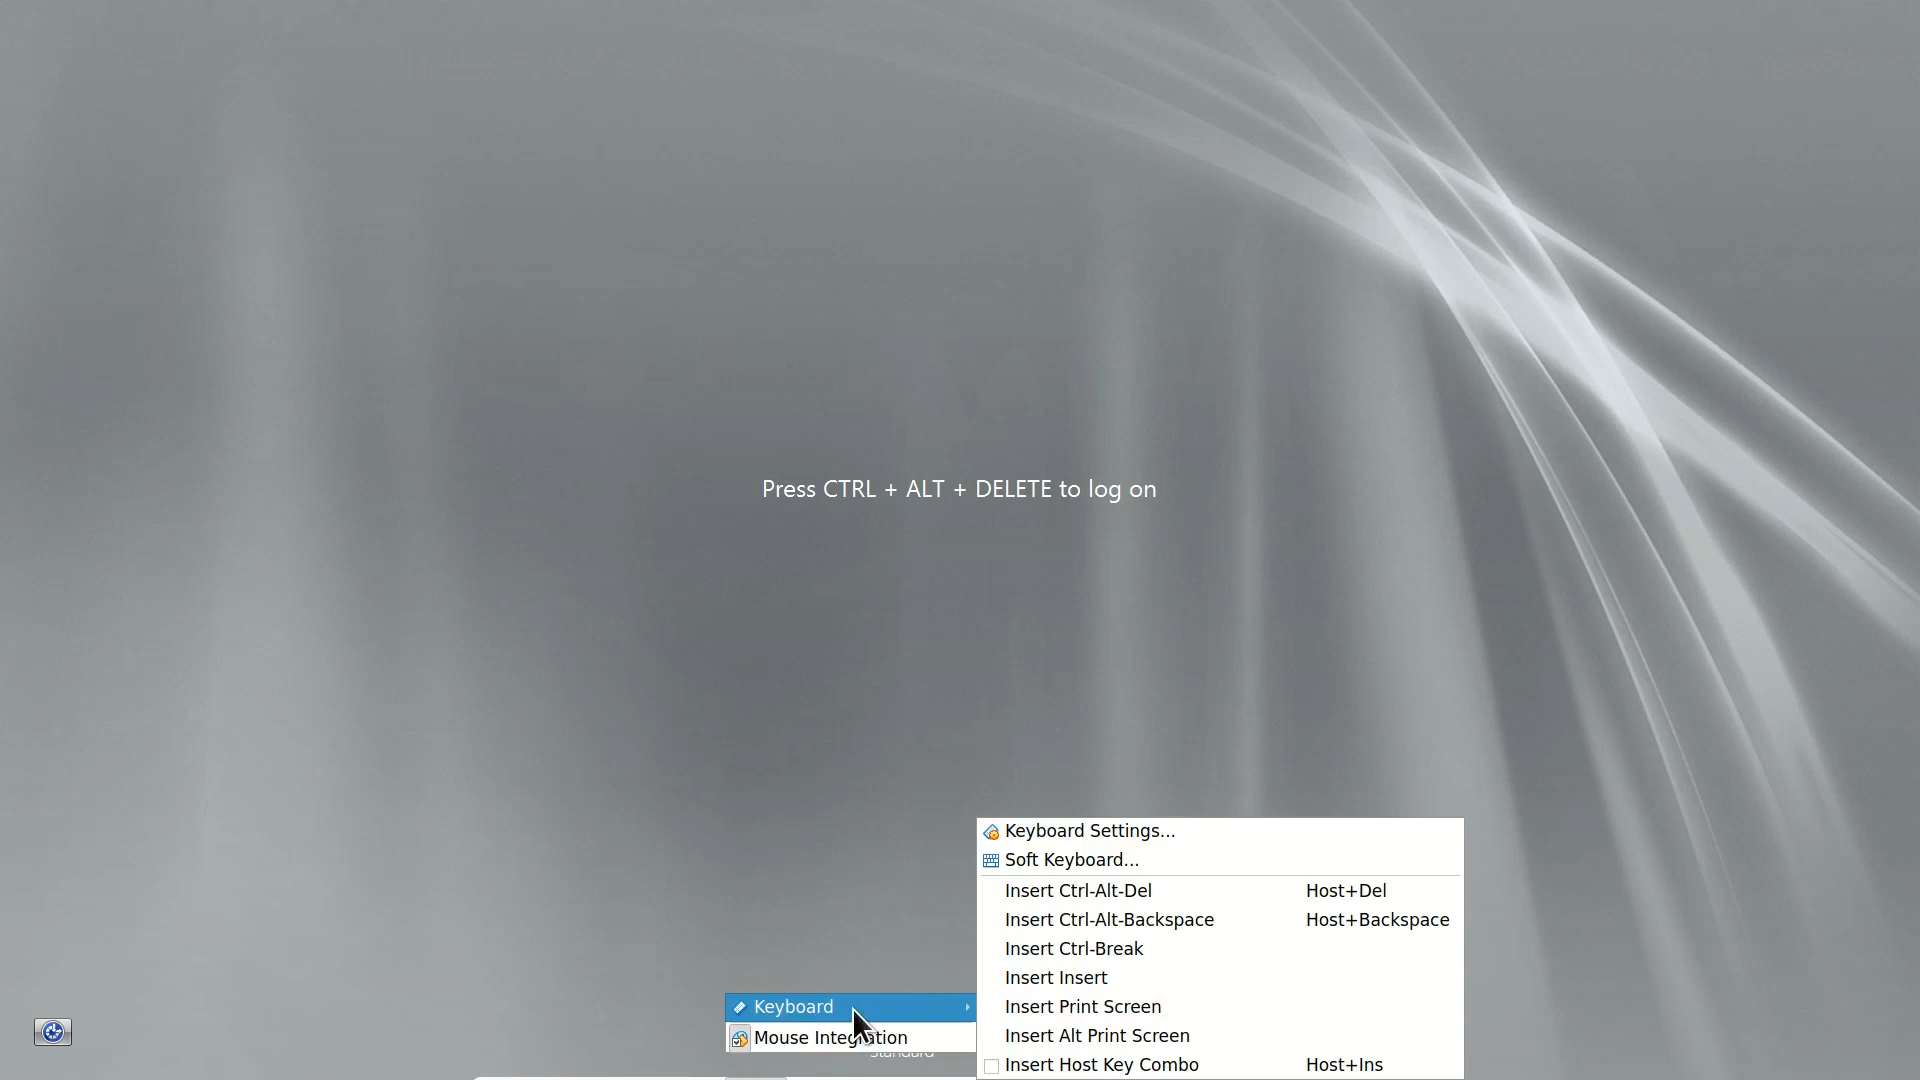 Press CTRL + ALT + DELETE to log on
Keyboard Settings...
Soft Keyboard...
Insert Ctrl-Alt-Del Host+Del
Insert Ctrl-Alt-Backspace Host+Backspace
Insert Ctrl-Break
Insert Insert
Insert Print Screen
Insert Alt Print Screen
Insert Host Key Combo Host+Ins
Keyboard
Mouse Integration
Standard